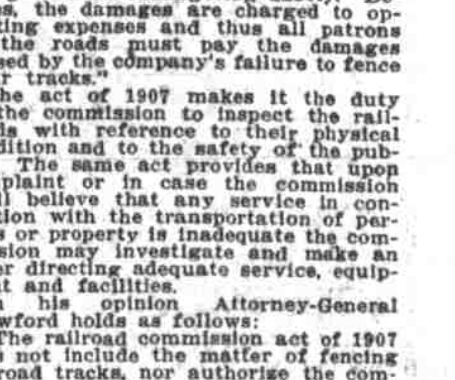 es, the damages are charged to op-
ting expenses and thus all patrons
the roads must pay the damages
sed by the company's failure to fence
r tracks."
he act of 1907 makes it the duty
the commission to inspect the rail-
ds with reference to their physical
dition and to the safety of the pub-
The same act provides that upon
plaint or in case the commission
ll believe that any service in con-
tion with the transportation of per-
s or property is inadequate the com-
sion may investigate and make an
er directing adequate service, equip-
t and facilities.
his opinion Attorney-General
wford holds as follows:
The railroad commission act of 1907
not include the matter of fencing
road tracks, nor authorize the com-